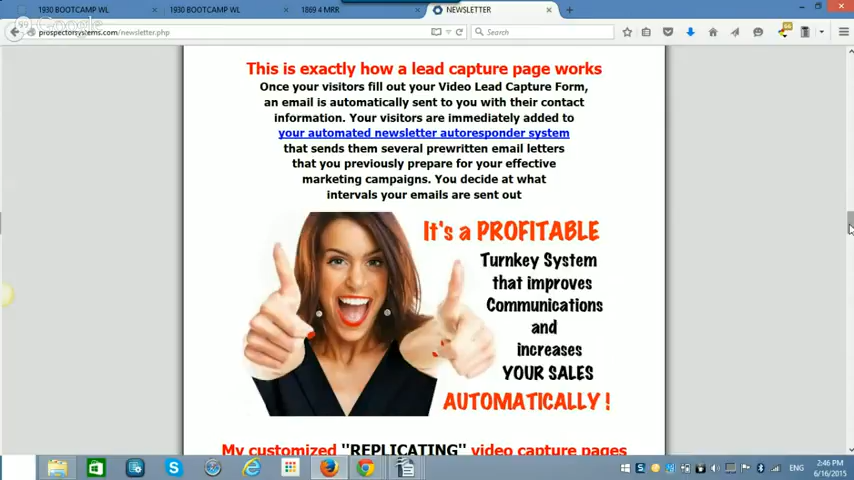 1930 BOOTCAMP WL
1930 BOOTCAMP WL
1869 4 MRR
NEWSLETTER
Google
prospectorsystems.com/newsletter.php
Search
This is exactly how a lead capture page works
Once your visitors fill out your Video Lead Capture Form,
an email is automatically sent to you with their contact
information. Your visitors are immediately added to
your automated newsletter autoresponder system
that sends them several prewritten email letters
that you previously prepare for your effective
marketing campaigns. You decide at what
intervals your emails are sent out
It's a PROFITABLE
Turnkey System
that improves
Communications
and
increases
YOUR SALES
AUTOMATICALLY !
My customized "REPLICATING" video capture pages
ENG
2:46 PM
6/16/2015